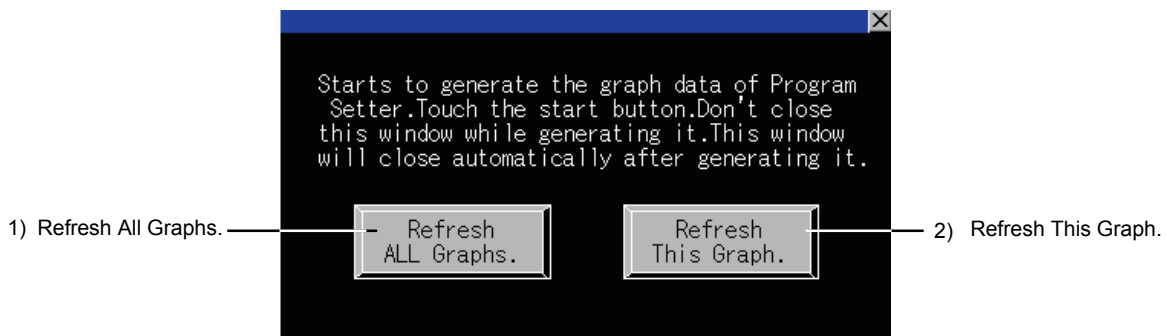 Starts to generate the graph data of Program
Setter.Touch the start button.Don't close
this window while generating it.This window
will close automatically after generating it.
1) Refresh All Graphs.
Refresh
ALL Graphs.
Refresh
This Graph.
2) Refresh This Graph.